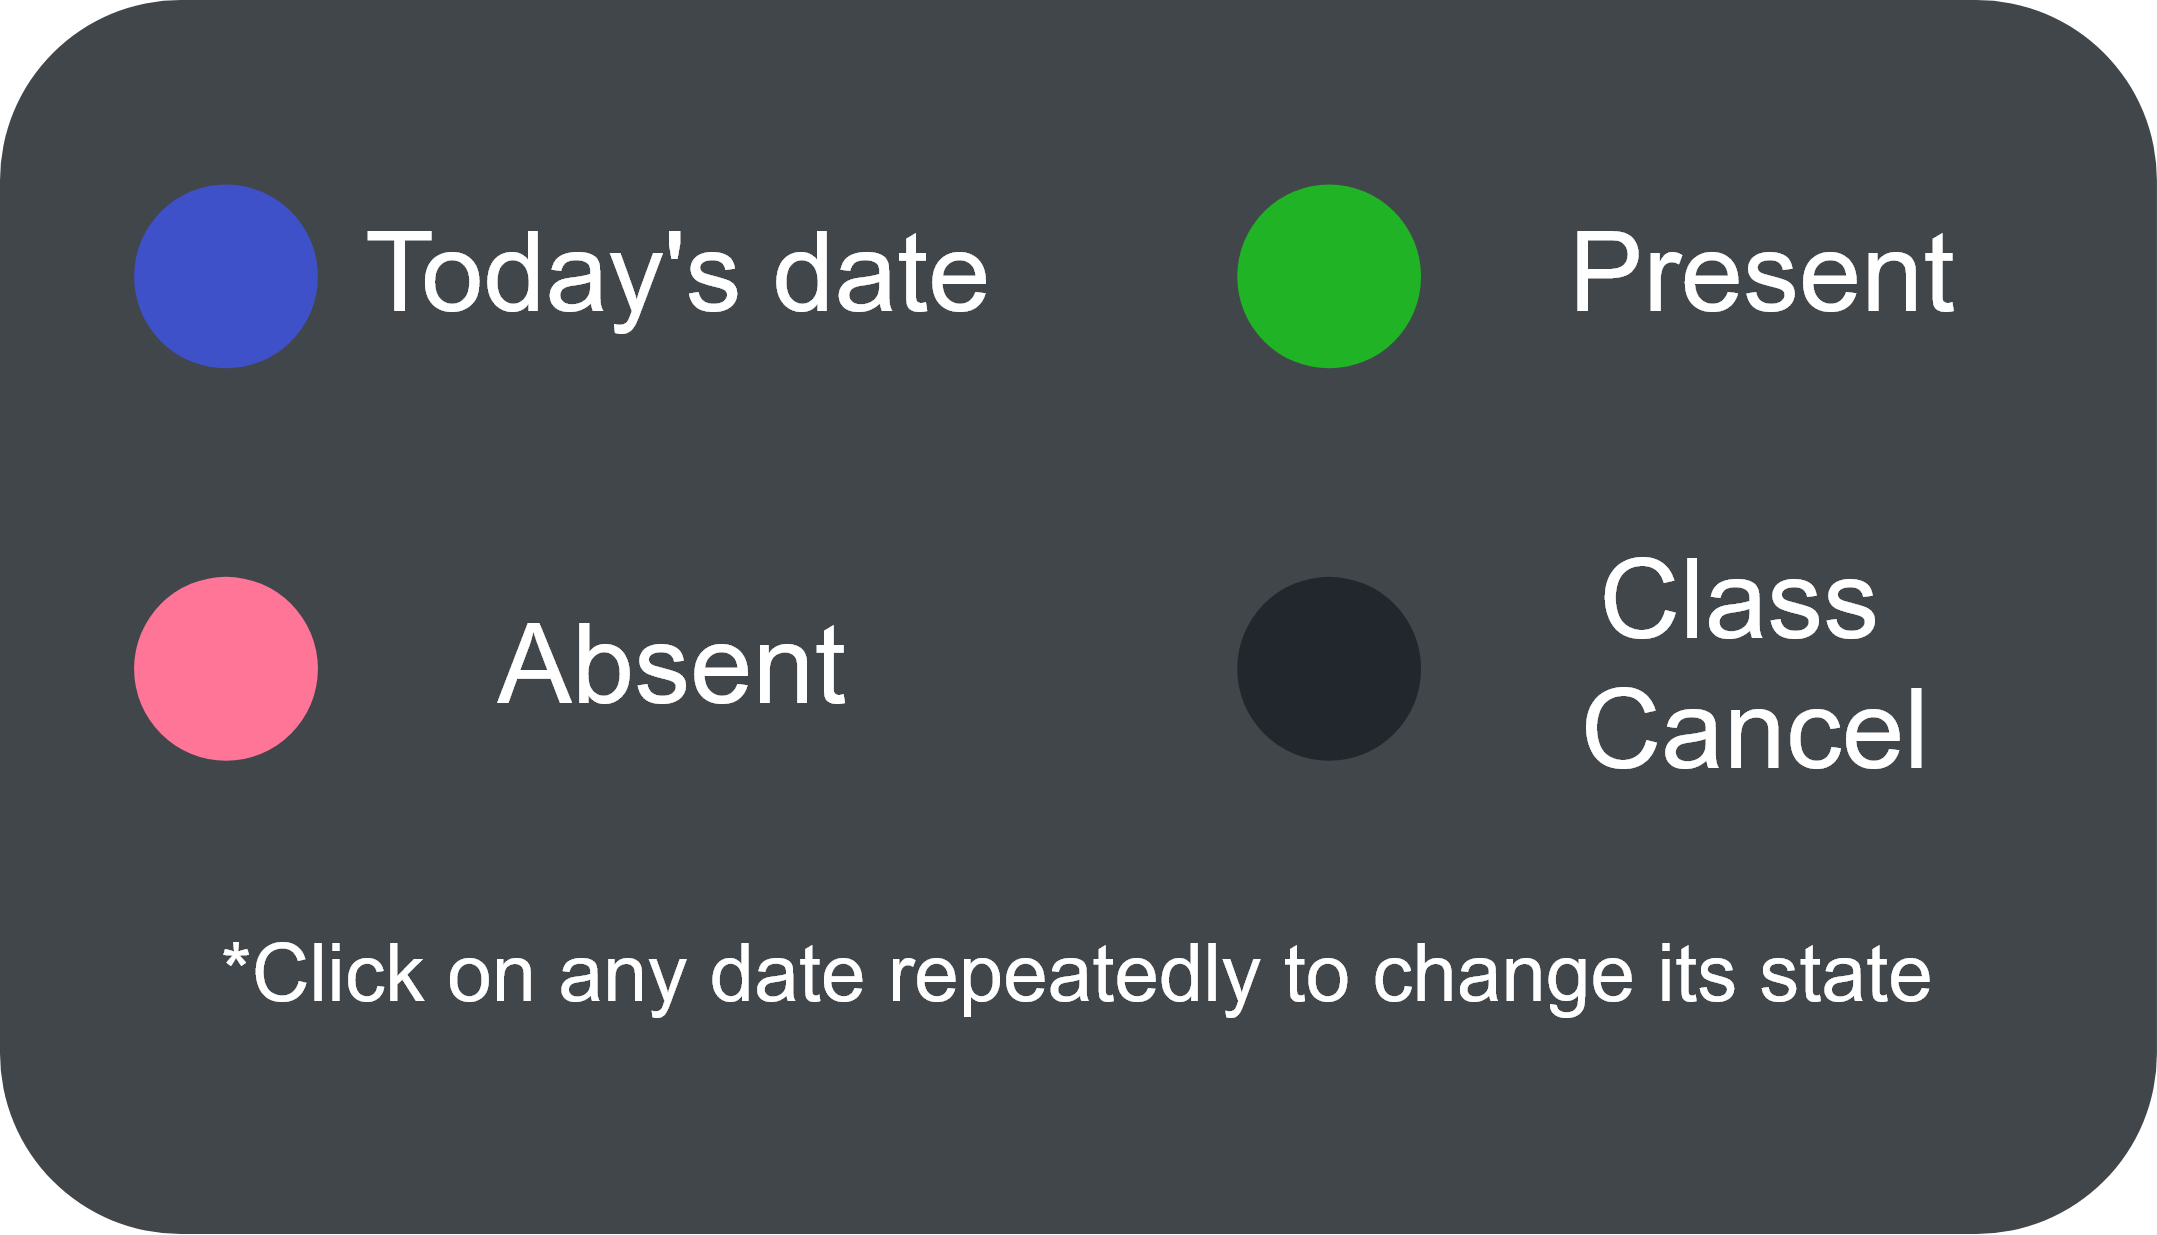 Today's date
Present
Absent
Class
Cancel
*Click on any date repeatedly to change its state